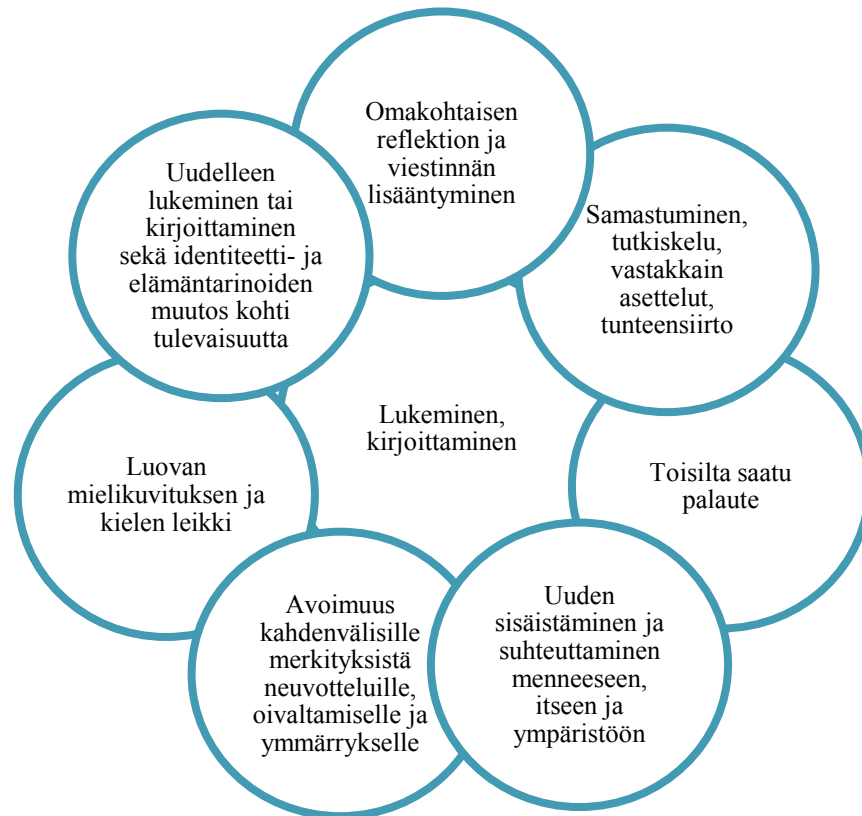 Omakohtaisen
reflektion ja
viestinnän
lisääntyminen
Samastuminen,
tutkiskelu,
vastakkain
asettelut,
tunteensiirto
Toisilta saatu
palaute
Uuden
sisäistäminen ja
suhteuttaminen
menneeseen,
itseen ja
ympäristöön
Avoimuus
kahdenvälisille
merkityksistä
neuvotteluille,
oivaltamiselle ja
ymmärrykselle
Luovan
mielikuvituksen ja
kielen leikki
Uudelleen
lukeminen tai
kirjoittaminen
sekä identiteetti- ja
elämäntarinoiden
muutos kohti
tulevaisuutta
Lukeminen,
kirjoittaminen